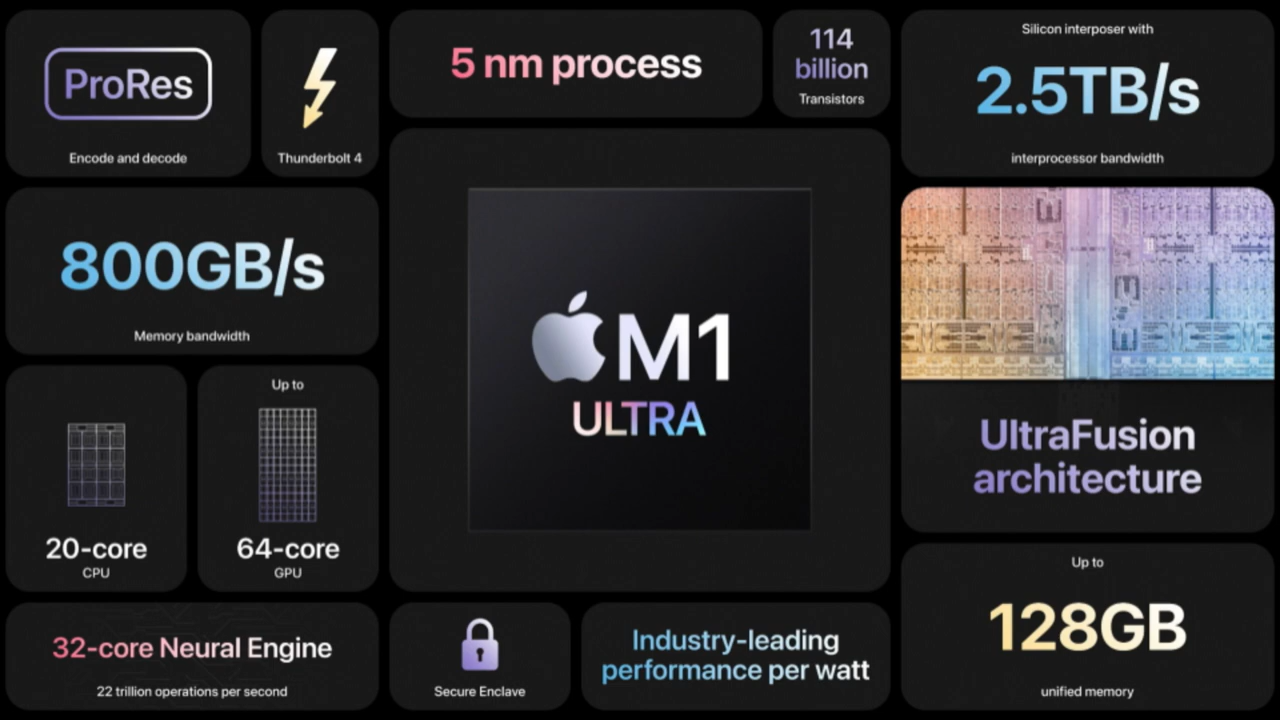 ProRes
Encode and decode
Thunderbolt 4
5 nm process
114
billion
Transistors
Silicon interposer with
2.5TB/s
interprocessor bandwidth
800GB/s
Memory bandwidth
M1
ULTRA
UltraFusion
architecture
20-core
CPU
Up to
64-core
GPU
Up to
128GB
unified memory
32-core Neural Engine
22 trillion operations per second
Secure Enclave
Industry-leading
performance per watt